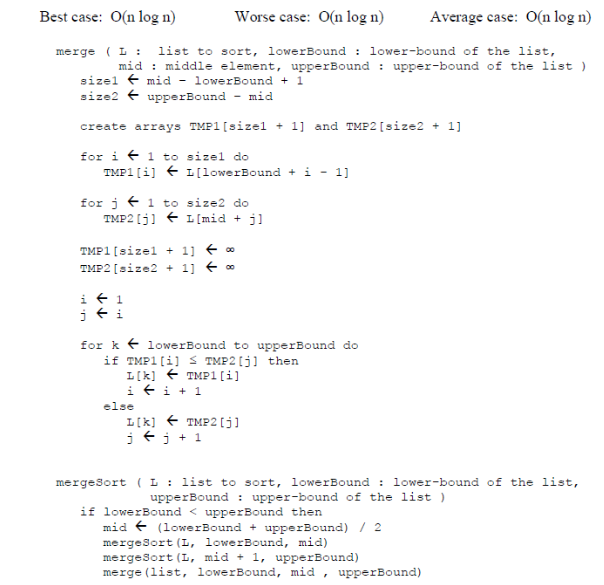 Best case:  O(n log n)    Worse case:  O(n log n)    Average case:  O(n log n)
merge ( L :  list to sort, lowerBound : lower-bound of the list,
        mid : middle element, upperBound : upper-bound of the list )
   size1 ← mid - lowerBound + 1
   size2 ← upperBound - mid
   create arrays TMP1[size1 + 1] and TMP2[size2 + 1]
   for i ← 1 to size1 do
      TMP1[i] ← L[lowerBound + i - 1]
   for j ← 1 to size2 do
      TMP2[j] ← L[mid + j]
   TMP1[size1 + 1] ← ∞
   TMP2[size2 + 1] ← ∞
   i ← 1
   j ← i
   for k ← lowerBound to upperBound do
      if TMP1[i] ≤ TMP2[j] then
         L[k] ← TMP1[i]
         i ← i + 1
      else
         L[k] ← TMP2[j]
         j ← j + 1
mergeSort ( L : list to sort, lowerBound : lower-bound of the list,
            upperBound : upper-bound of the list )
   if lowerBound < upperBound then
      mid ← (lowerBound + upperBound) / 2
      mergeSort(L, lowerBound, mid)
      mergeSort(L, mid + 1, upperBound)
      merge(list, lowerBound, mid , upperBound)